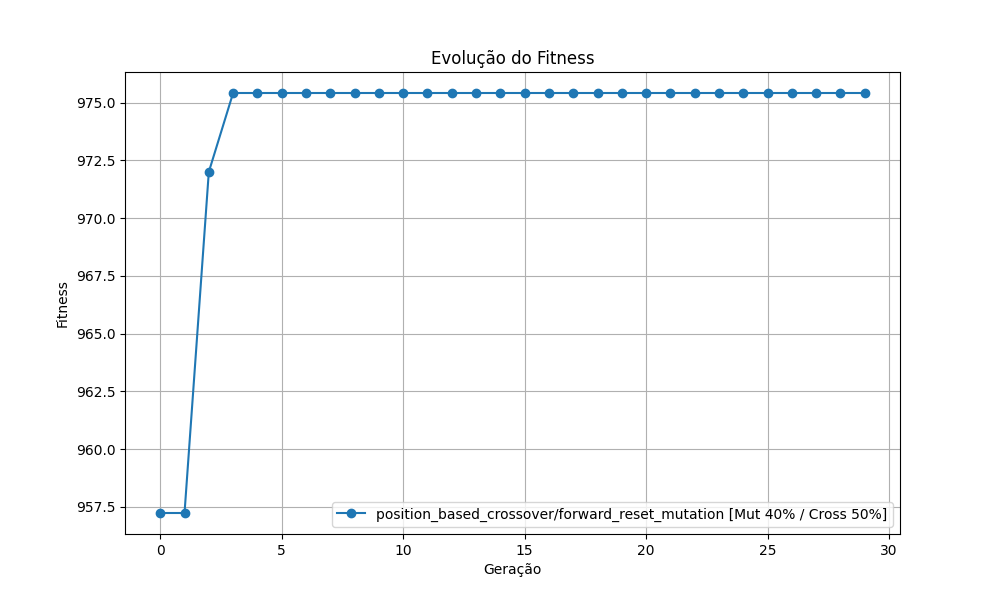 Evolução do Fitness
Fitness
975.0
972.5
970.0
967.5
965.0
962.5
960.0
957.5
position_based_crossover/forward_reset_mutation [Mut 40% / Cross 50%]
0 5 10 15 20 25 30
Geração